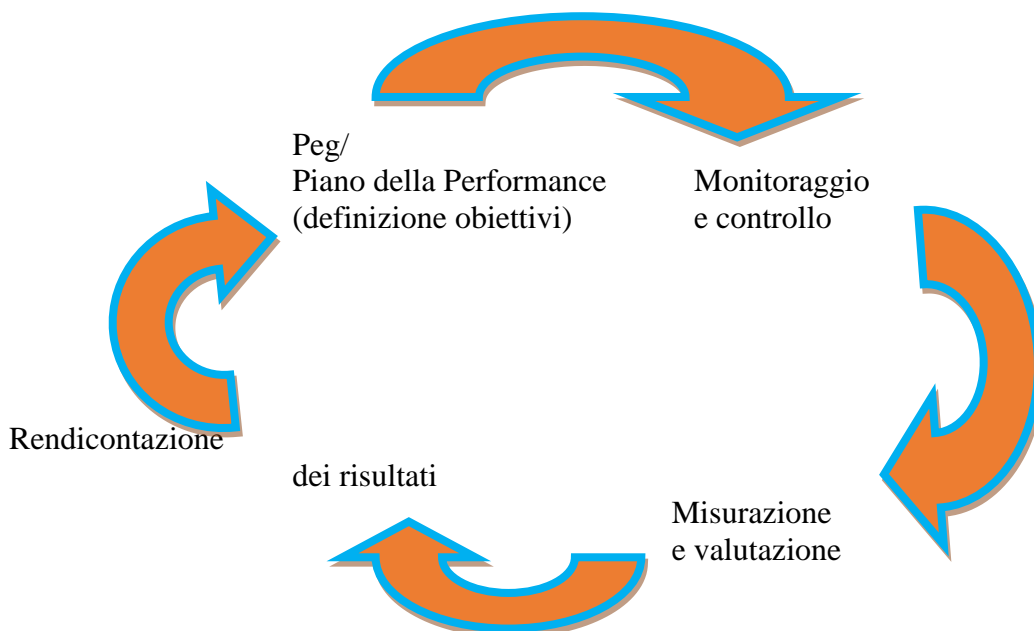 Peg/
Piano della Performance
(definizione obiettivi)
Monitoraggio
e controllo
Rendicontazione
dei risultati
Misurazione
e valutazione